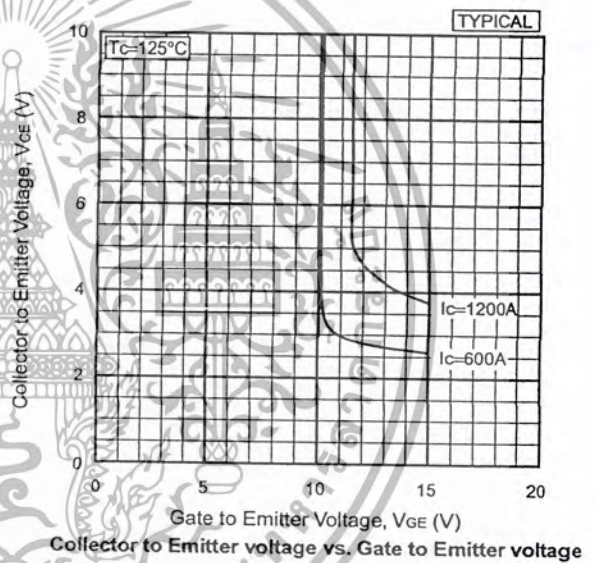 TYPICAL
Tc=125°C
10
8
6
4
2
0
Collector to Emitter Voltage, VCE (V)
Ic=1200A
Ic=600A
0
5
10
15
20
Gate to Emitter Voltage, VGE (V)
Collector to Emitter voltage vs. Gate to Emitter voltage